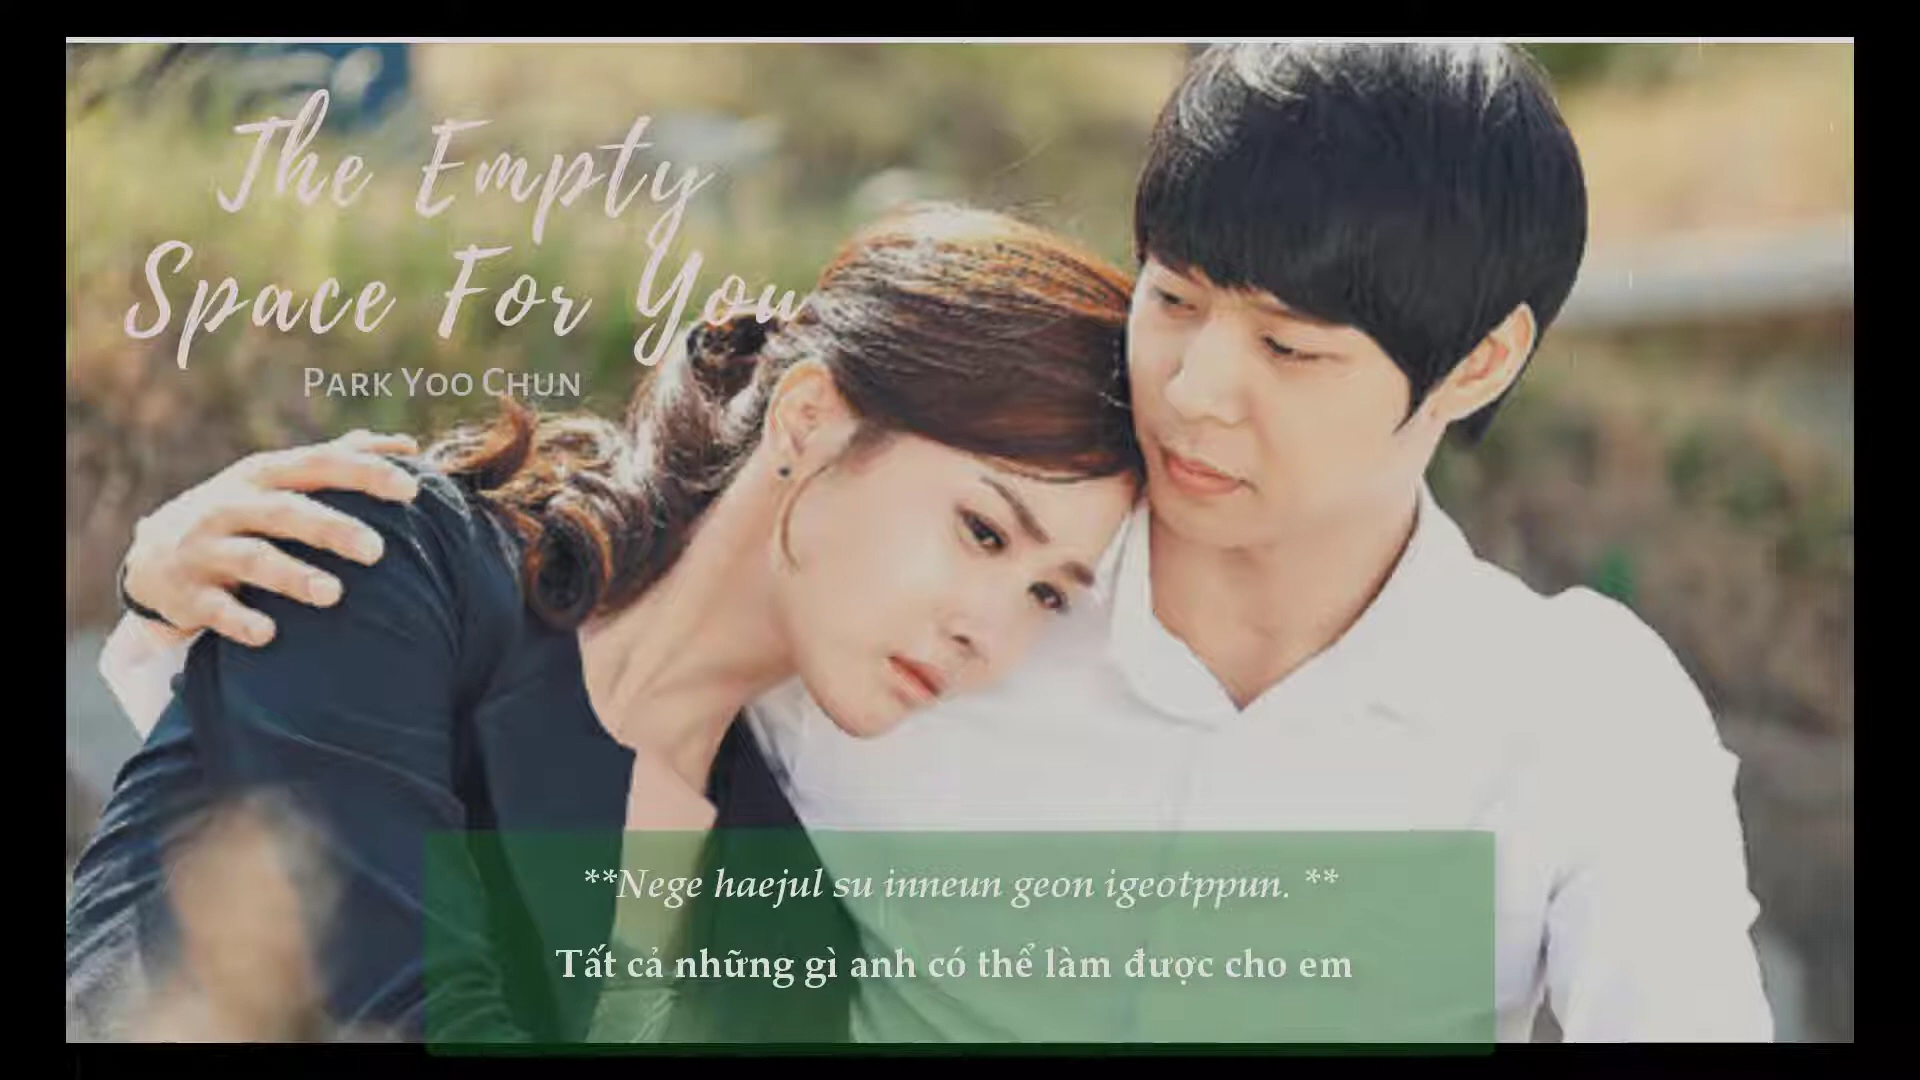 The Empty
Space For You
Park Yoo Chun
**Nege haejul su inneun geon igeotppun. **
Tất cả những gì anh có thể làm được cho em